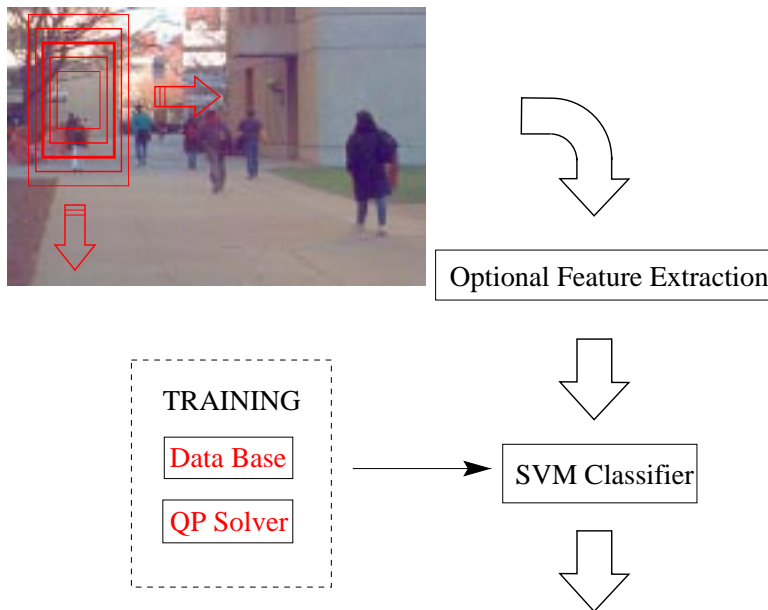 Optional Feature Extraction
TRAINING
Data Base
SVM Classifier
QP Solver